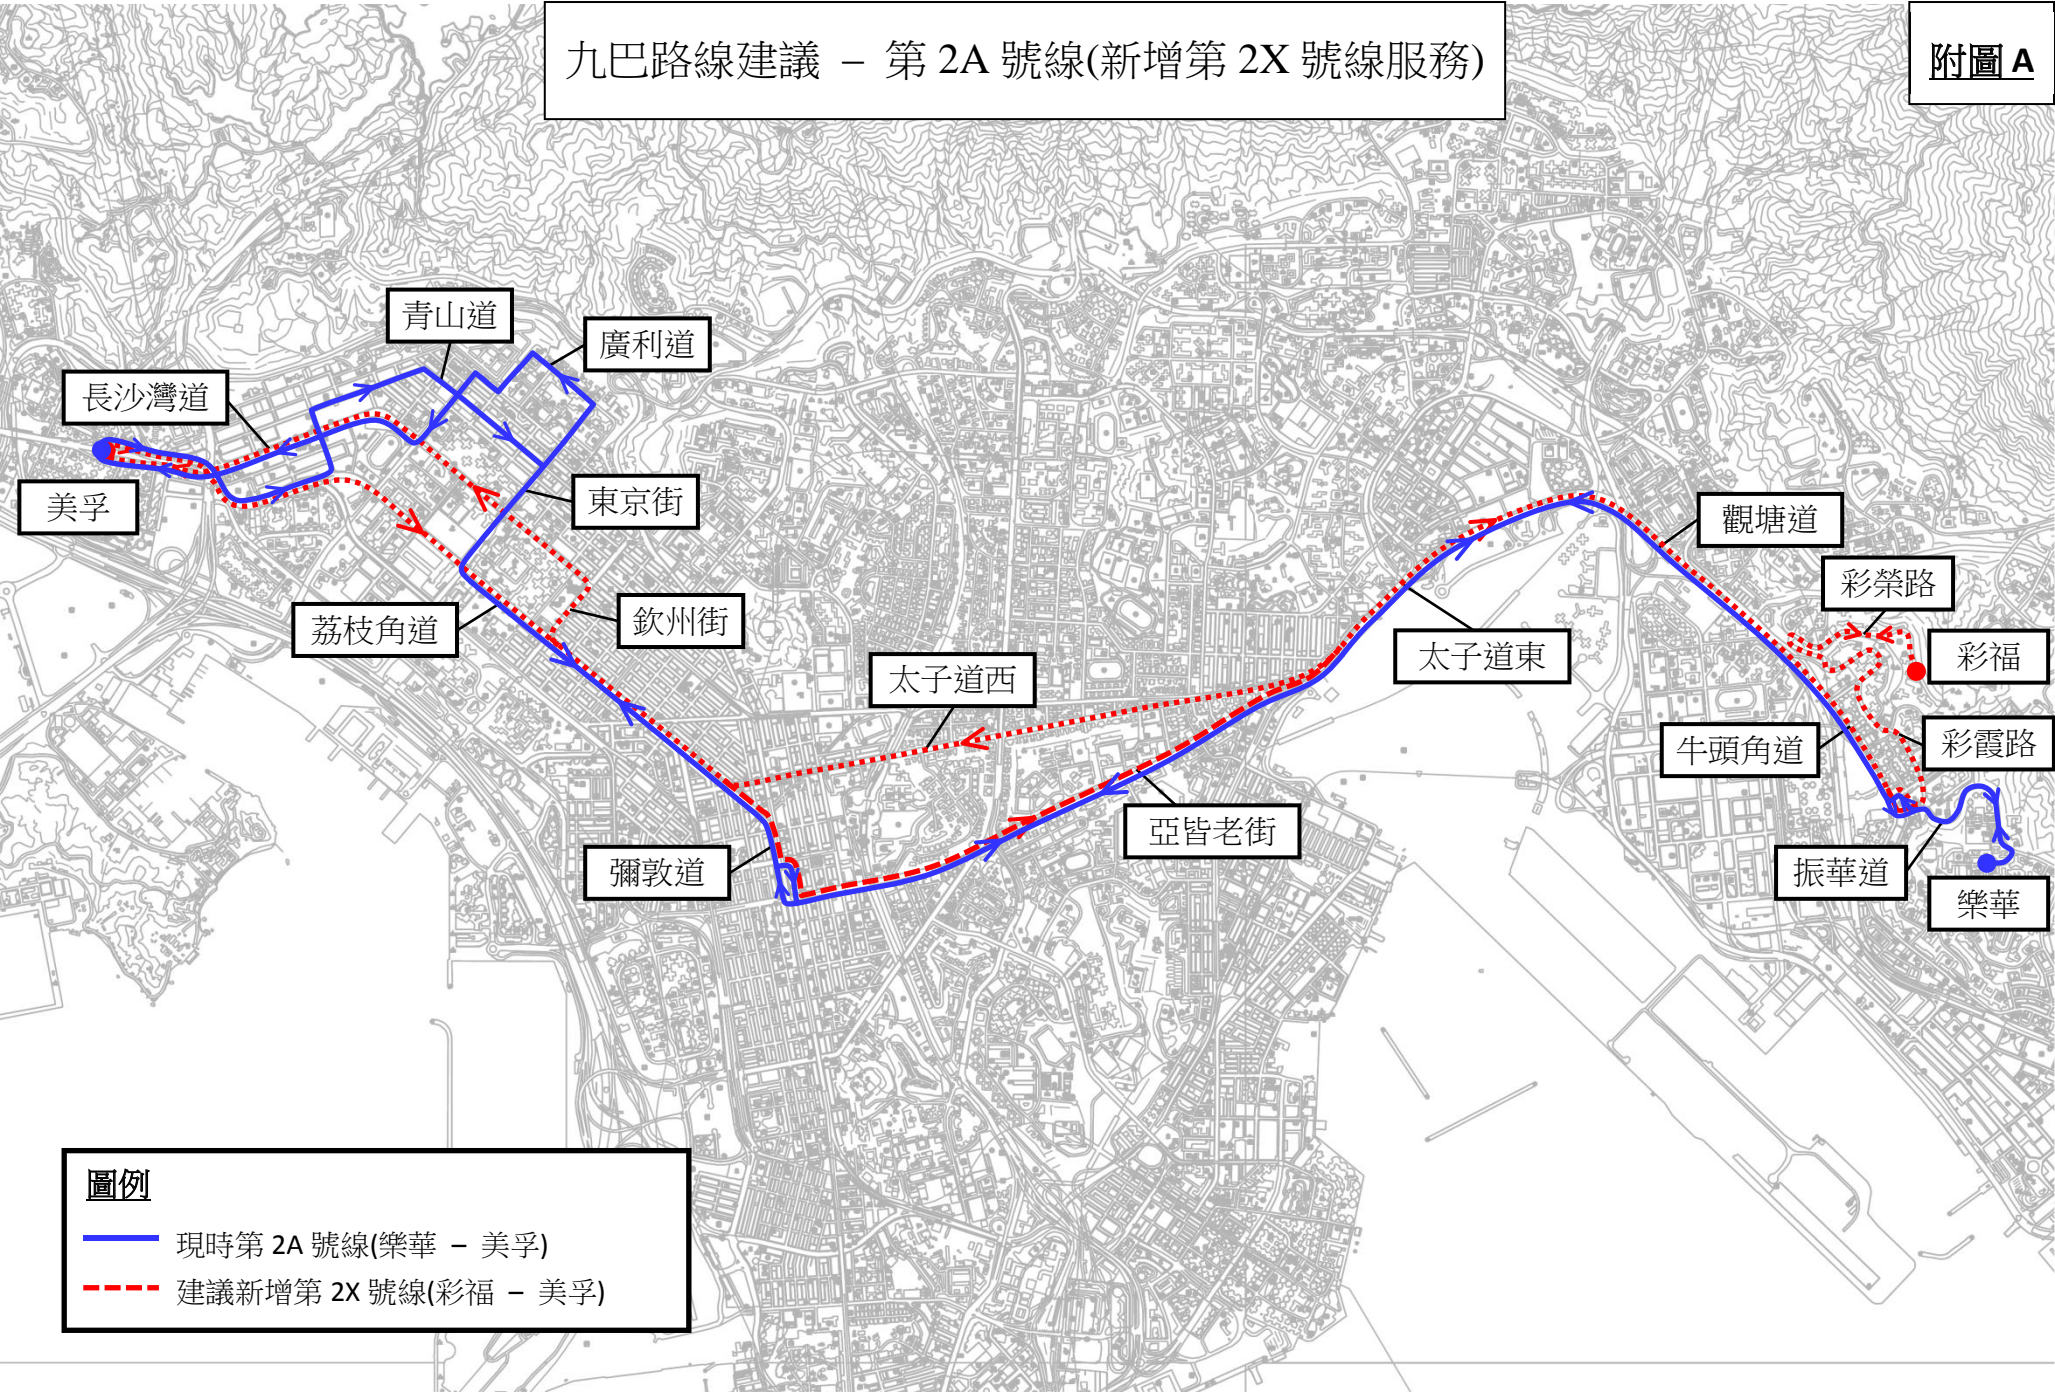 九巴路線建議 – 第 2A 號線(新增第 2X 號線服務)
附圖 A
青山道
廣利道
長沙灣道
美孚
東京街
荔枝角道
欽州街
太子道西
彌敦道
亞皆老街
太子道東
觀塘道
彩榮路
彩福
牛頭角道
彩霞路
振華道
樂華
圖例
現時第 2A 號線(樂華 – 美孚)
建議新增第 2X 號線(彩福 – 美孚)